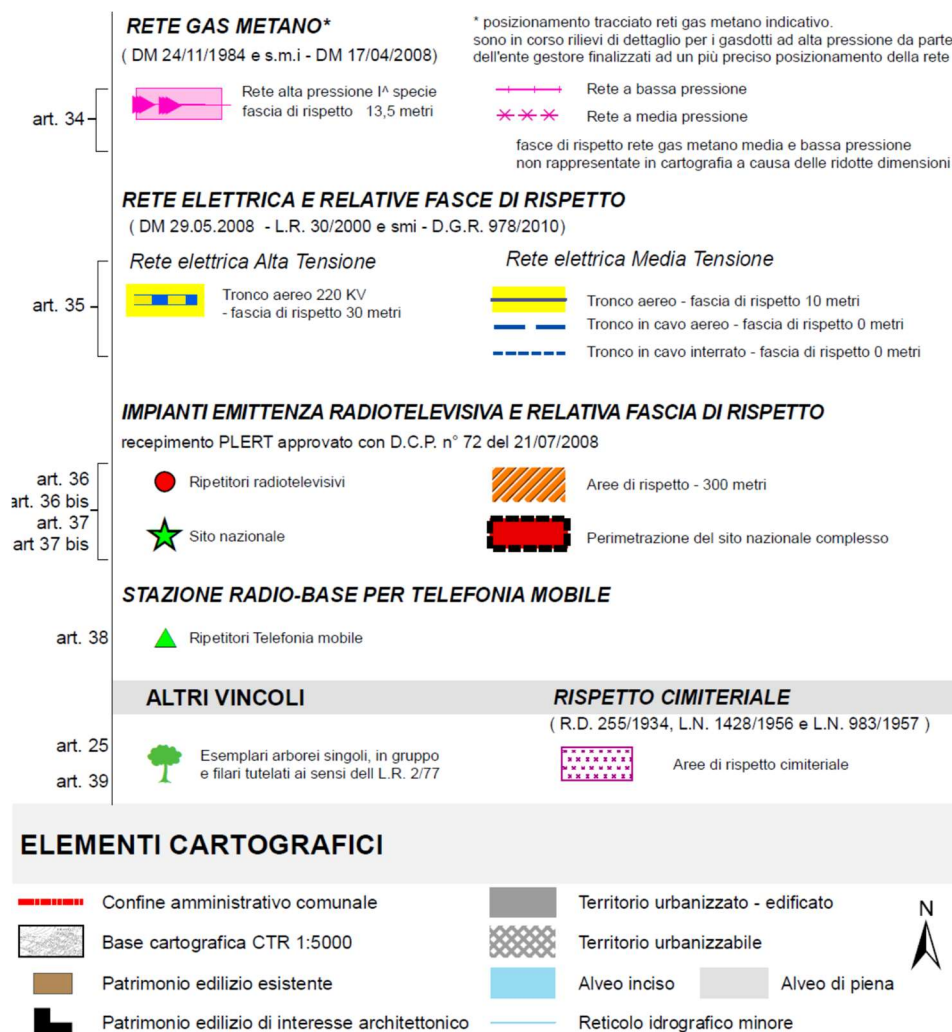 RETE GAS METANO*
( DM 24/11/1984 e s.m.i - DM 17/04/2008)
* posizionamento tracciato reti gas metano indicativo.
sono in corso rilievi di dettaglio per i gasdotti ad alta pressione da parte
dell'ente gestore finalizzati ad un più preciso posizionamento della rete
art. 34
Rete alta pressione I^ specie
fascia di rispetto 13,5 metri
Rete a bassa pressione
Rete a media pressione
fasce di rispetto rete gas metano media e bassa pressione
non rappresentate in cartografia a causa delle ridotte dimensioni
RETE ELETTRICA E RELATIVE FASCE DI RISPETTO
( DM 29.05.2008 - L.R. 30/2000 e smi - D.G.R. 978/2010)
Rete elettrica Alta Tensione
Rete elettrica Media Tensione
art. 35
Tronco aereo 220 KV
- fascia di rispetto 30 metri
Tronco aereo - fascia di rispetto 10 metri
Tronco in cavo aereo - fascia di rispetto 0 metri
Tronco in cavo interrato - fascia di rispetto 0 metri
IMPIANTI EMITTENZA RADIOTELEVISIVA E RELATIVA FASCIA DI RISPETTO
recepimento PLERT approvato con D.C.P. n° 72 del 21/07/2008
art. 36
art. 36 bis
art. 37
art 37 bis
Ripetitori radiotelevisivi
Aree di rispetto - 300 metri
Sito nazionale
Perimetrazione del sito nazionale complesso
STAZIONE RADIO-BASE PER TELEFONIA MOBILE
art. 38
Ripetitori Telefonia mobile
ALTRI VINCOLI
RISPETTO CIMITERIALE
( R.D. 255/1934, L.N. 1428/1956 e L.N. 983/1957 )
art. 25
art. 39
Esemplari arborei singoli, in gruppo
e filari tutelati ai sensi dell L.R. 2/77
Aree di rispetto cimiteriale
ELEMENTI CARTOGRAFICI
Confine amministrativo comunale
Territorio urbanizzato - edificato
N
Base cartografica CTR 1:5000
Territorio urbanizzabile
Patrimonio edilizio esistente
Alveo inciso
Alveo di piena
Patrimonio edilizio di interesse architettonico
Reticolo idrografico minore